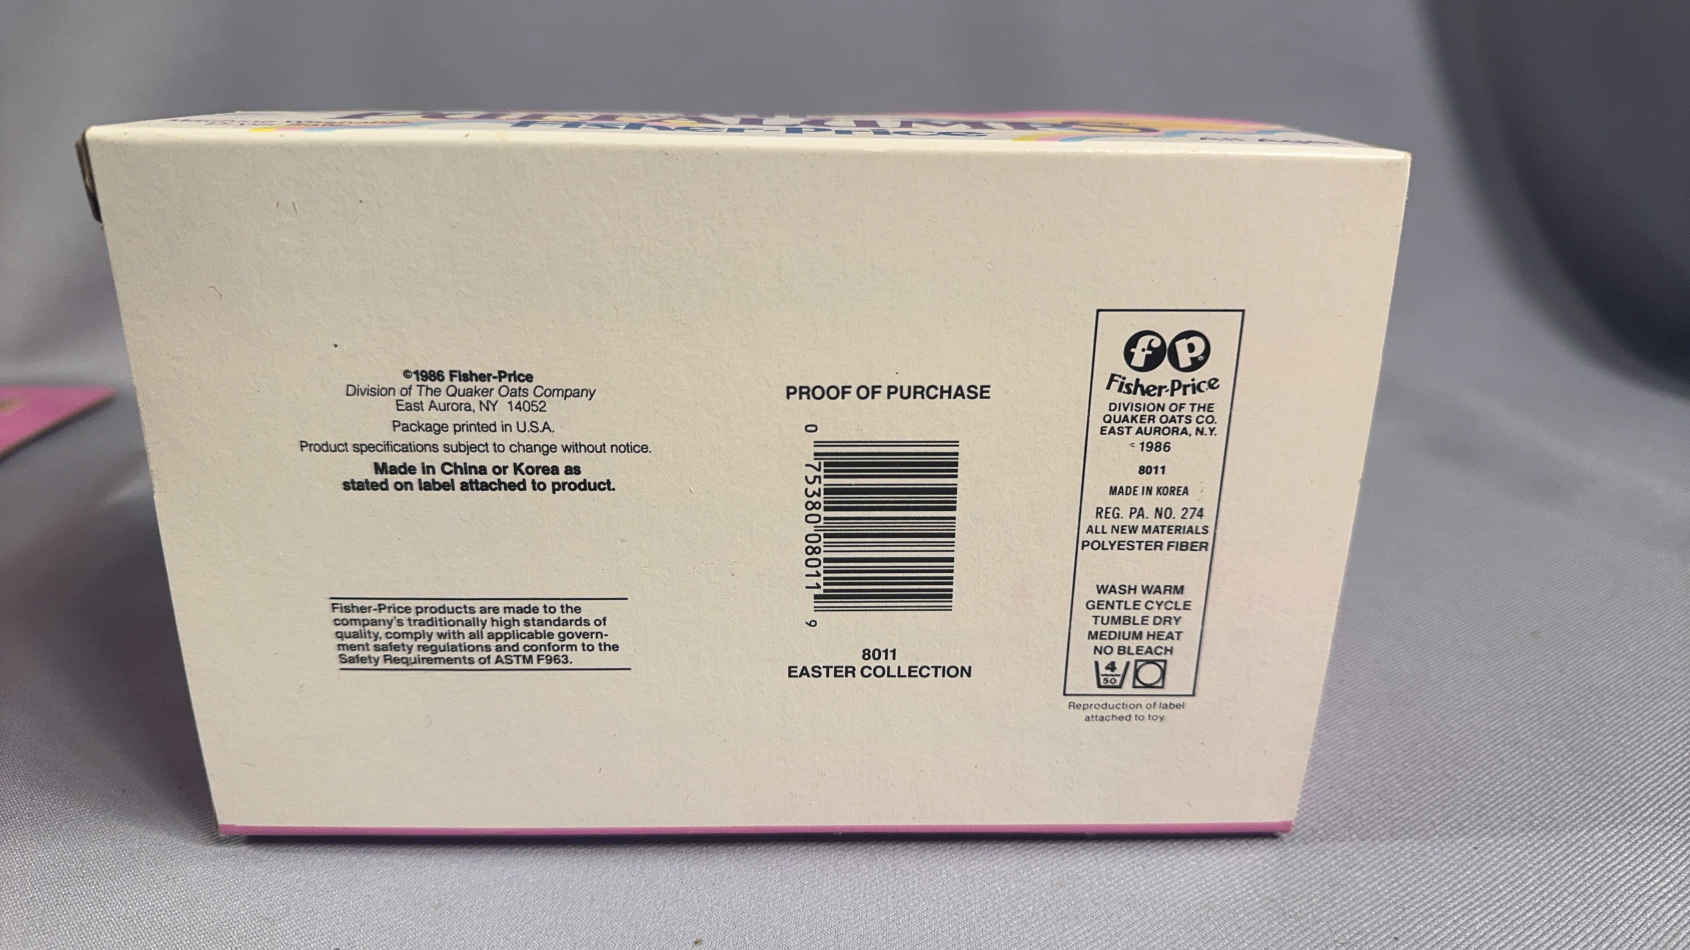 PUFFALUMPS
Fisher-Price
©1986 Fisher-Price
Division of The Quaker Oats Company
East Aurora, NY 14052
Package printed in U.S.A.
Product specifications subject to change without notice.
Made in China or Korea as
stated on label attached to product.
Fisher-Price products are made to the
company's traditionally high standards of
quality, comply with all applicable govern-
ment safety regulations and conform to the
Safety Requirements of ASTM F963.
PROOF OF PURCHASE
0 75380 08011 9
8011
EASTER COLLECTION
fp
Fisher-Price
DIVISION OF THE
QUAKER OATS CO.
EAST AURORA, N.Y.
© 1986
8011
MADE IN KOREA
REG. PA. NO. 274
ALL NEW MATERIALS
POLYESTER FIBER
WASH WARM
GENTLE CYCLE
TUMBLE DRY
MEDIUM HEAT
NO BLEACH
4
50
Reproduction of label
attached to toy.